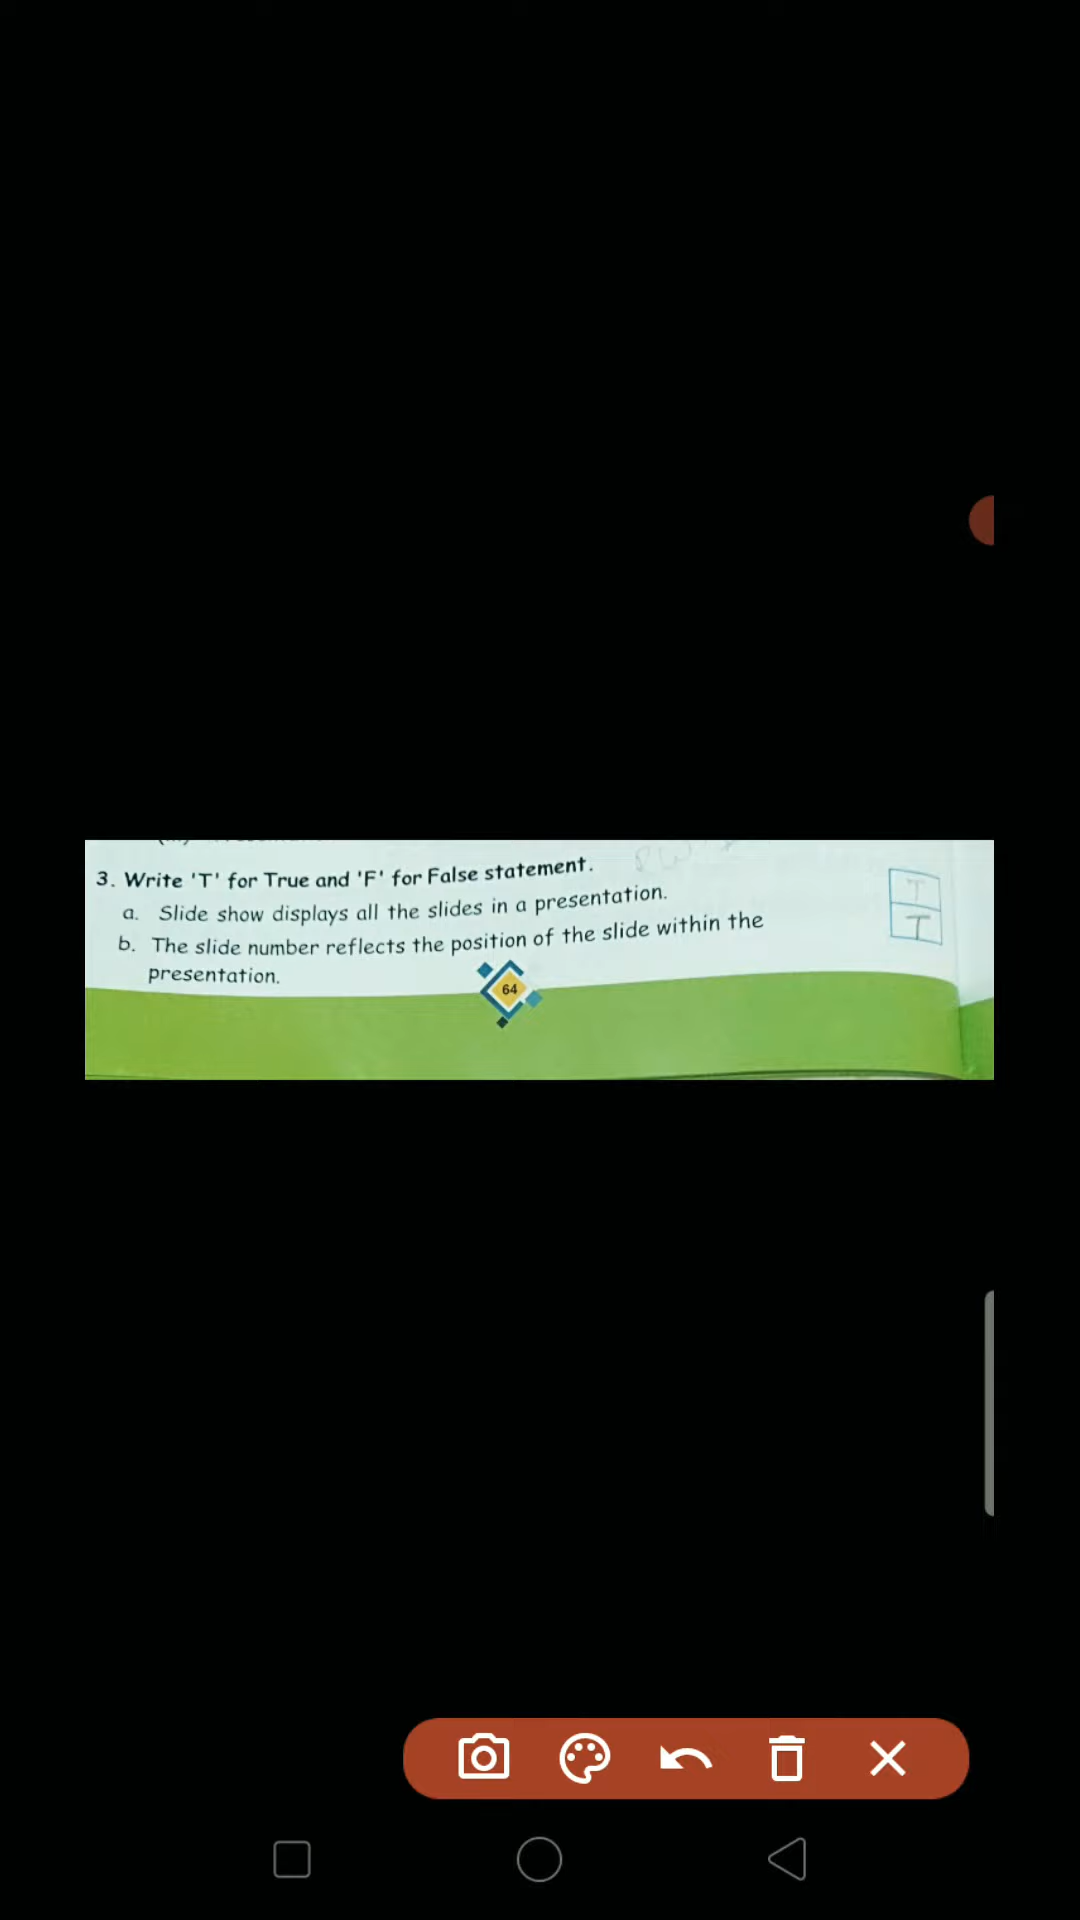 3. Write 'T' for True and 'F' for False statement.
a. Slide show displays all the slides in a presentation.
T
b. The slide number reflects the position of the slide within the
T
presentation.
64